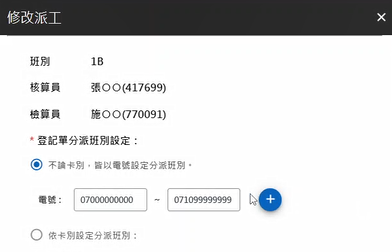 修改派工
班別 1B
核算員 張○○(417699)
檢算員 施○○(770091)
* 登記單分派班別設定：
不論卡別，皆以電號設定分派班別。
電號： 07000000000 ~ 071099999999
依卡別設定分派班別：